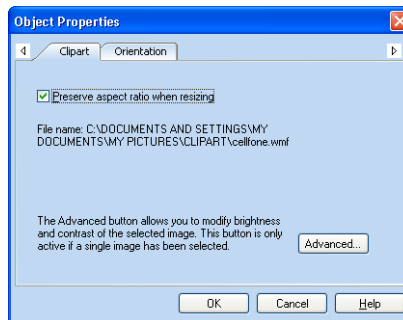 Object Properties
Clipart Orientation
Preserve aspect ratio when resizing
File name: C:\DOCUMENTS AND SETTINGS\MY
DOCUMENTS\MY PICTURES\CLIPART\cellfone.wmf
The Advanced button allows you to modify brightness
and contrast of the selected image. This button is only
active if a single image has been selected.
Advanced...
OK Cancel Help